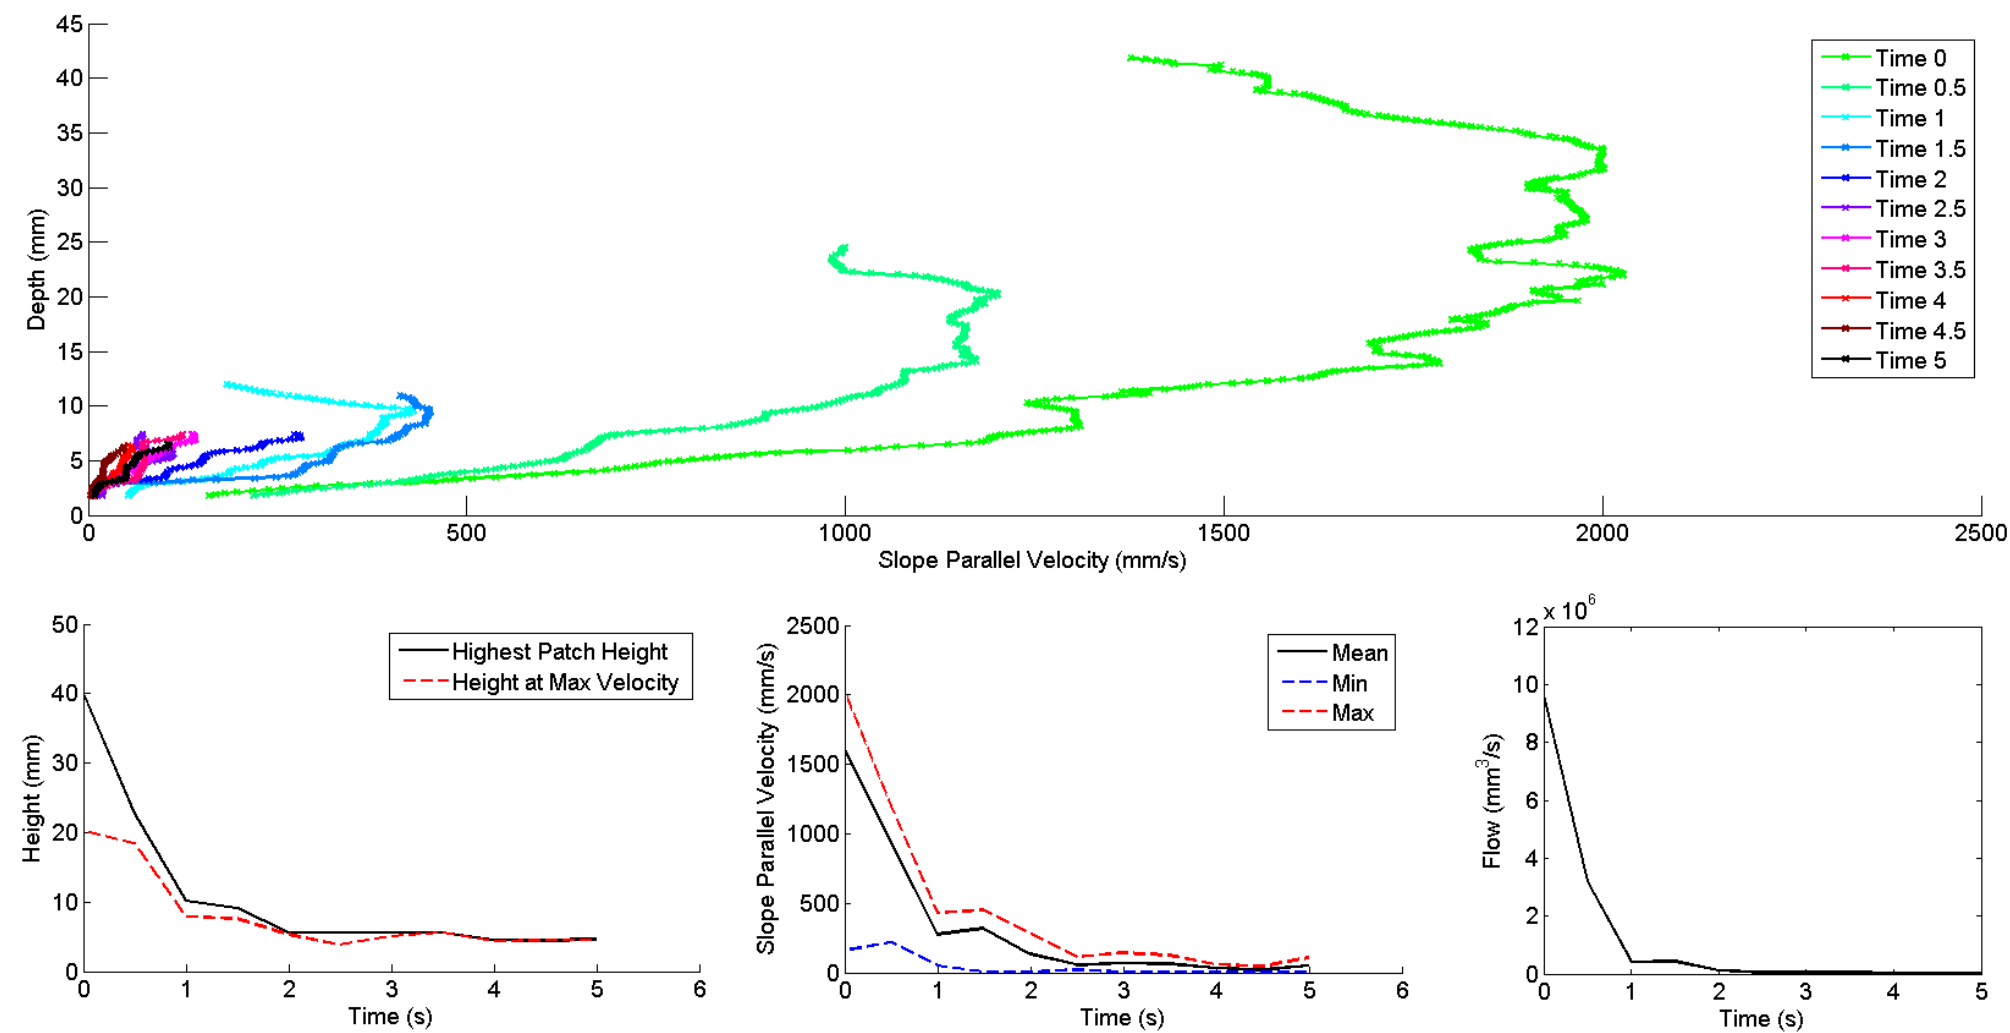 45
40
35
30
25
20
15
10
5
0
Depth (mm)
0 500 1000 1500 2000 2500
Slope Parallel Velocity (mm/s)
Time 0
Time 0.5
Time 1
Time 1.5
Time 2
Time 2.5
Time 3
Time 3.5
Time 4
Time 4.5
Time 5
50
40
30
20
10
0
Height (mm)
Highest Patch Height
Height at Max Velocity
0 1 2 3 4 5 6
Time (s)
2500
2000
1500
1000
500
0
Slope Parallel Velocity (mm/s)
Mean
Min
Max
0 1 2 3 4 5 6
Time (s)
x 10^6
12
10
8
6
4
2
0
Flow (mm^3/s)
0 1 2 3 4 5
Time (s)